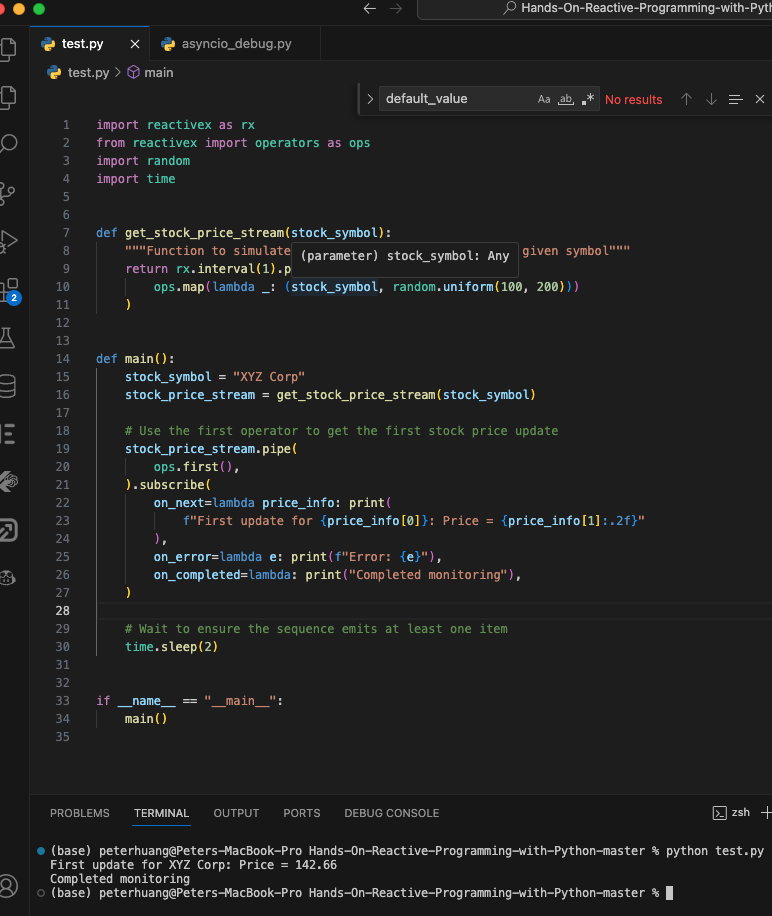 Hands-On-Reactive-Programming-with-Pyth
test.py
asyncio_debug.py
test.py > main
default_value Aa ab .* No results
1 import reactivex as rx
2 from reactivex import operators as ops
3 import random
4 import time
5
6
7 def get_stock_price_stream(stock_symbol):
8     """Function to simulate given symbol"""
(parameter) stock_symbol: Any
9     return rx.interval(1).p
10         ops.map(lambda _: (stock_symbol, random.uniform(100, 200)))
11     )
12
13
14 def main():
15     stock_symbol = "XYZ Corp"
16     stock_price_stream = get_stock_price_stream(stock_symbol)
17
18     # Use the first operator to get the first stock price update
19     stock_price_stream.pipe(
20         ops.first(),
21     ).subscribe(
22         on_next=lambda price_info: print(
23             f"First update for {price_info[0]}: Price = {price_info[1]:.2f}"
24         ),
25         on_error=lambda e: print(f"Error: {e}"),
26         on_completed=lambda: print("Completed monitoring"),
27     )
28
29     # Wait to ensure the sequence emits at least one item
30     time.sleep(2)
31
32
33 if __name__ == "__main__":
34     main()
35
2
PROBLEMS TERMINAL OUTPUT PORTS DEBUG CONSOLE zsh
(base) peterhuang@Peters-MacBook-Pro Hands-On-Reactive-Programming-with-Python-master % python test.py
First update for XYZ Corp: Price = 142.66
Completed monitoring
(base) peterhuang@Peters-MacBook-Pro Hands-On-Reactive-Programming-with-Python-master %